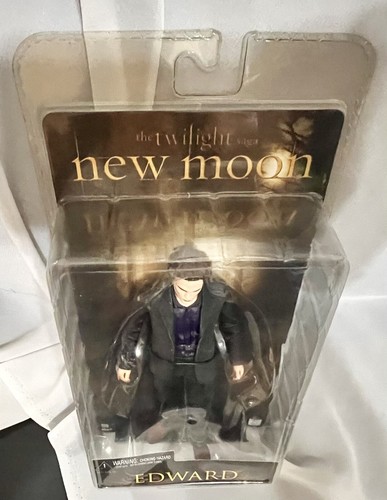 the twilight saga
new moon
WARNING: CHOKING HAZARD
EDWARD